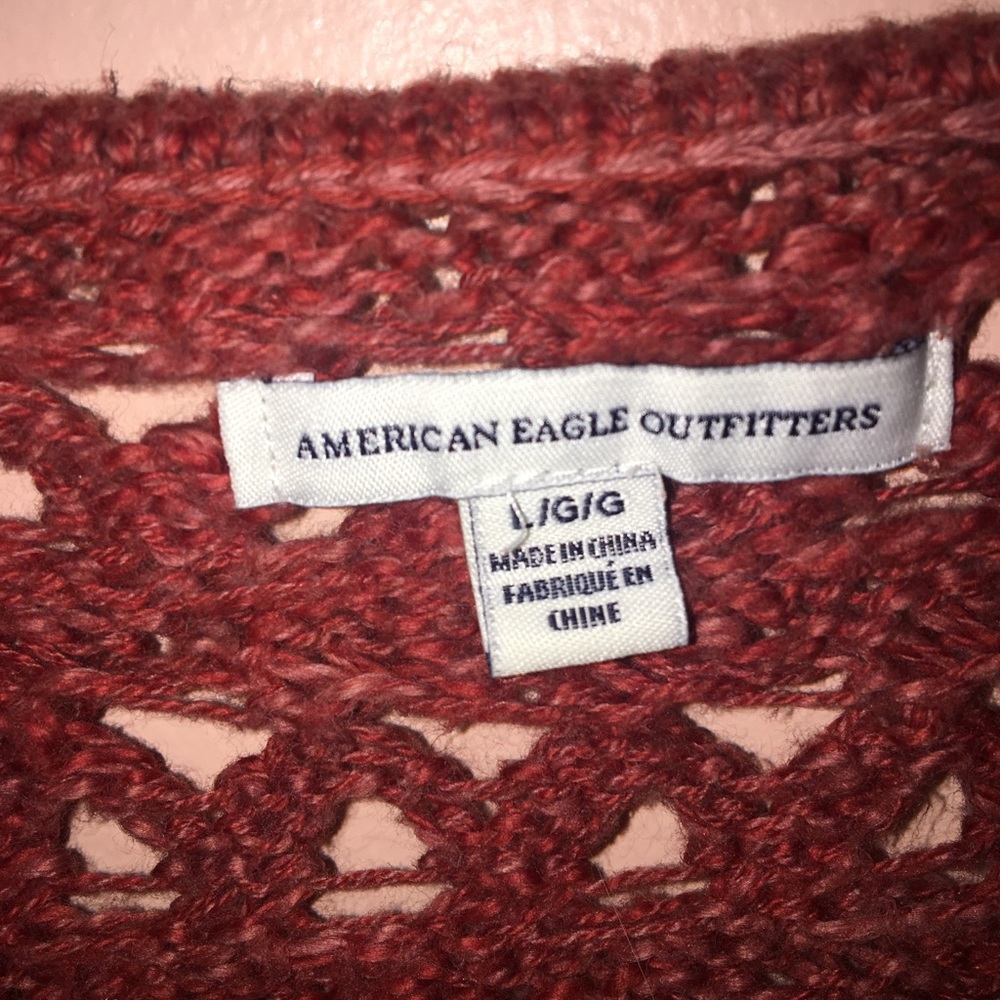 AMERICAN EAGLE OUTFITTERS
L/G/G
MADE IN CHINA
FABRIQUÉ EN
CHINE